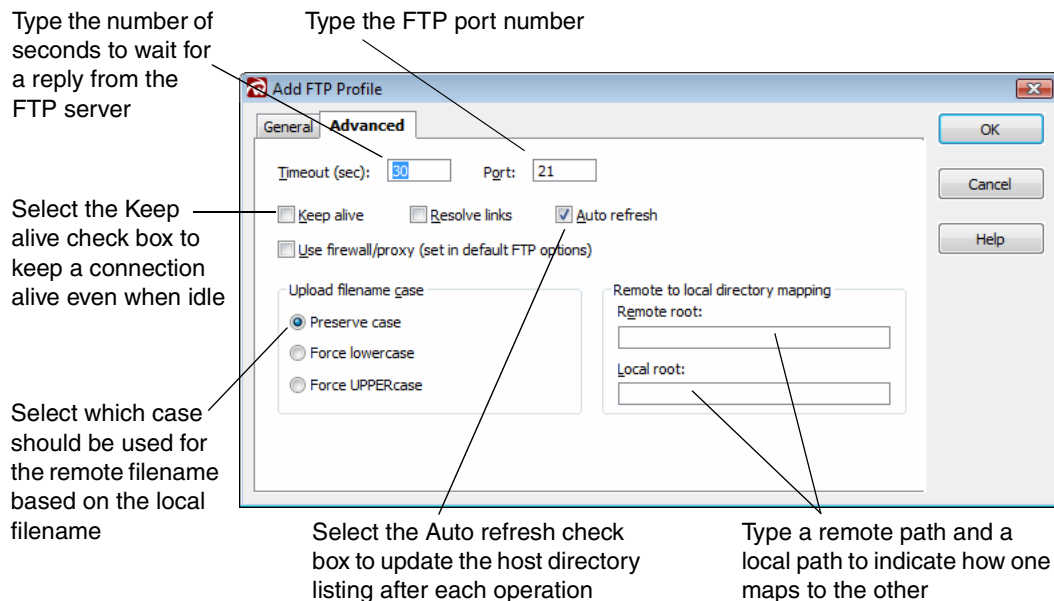 Type the number of
seconds to wait for
a reply from the
FTP server
Type the FTP port number
Add FTP Profile
General
Advanced
OK
Timeout (sec):
30
Port:
21
Cancel
Select the Keep
alive check box to
keep a connection
alive even when idle
Keep alive
Resolve links
Auto refresh
Help
Use firewall/proxy (set in default FTP options)
Upload filename case
Preserve case
Force lowercase
Force UPPERcase
Remote to local directory mapping
Remote root:
Local root:
Select which case
should be used for
the remote filename
based on the local
filename
Select the Auto refresh check
box to update the host directory
listing after each operation
Type a remote path and a
local path to indicate how one
maps to the other